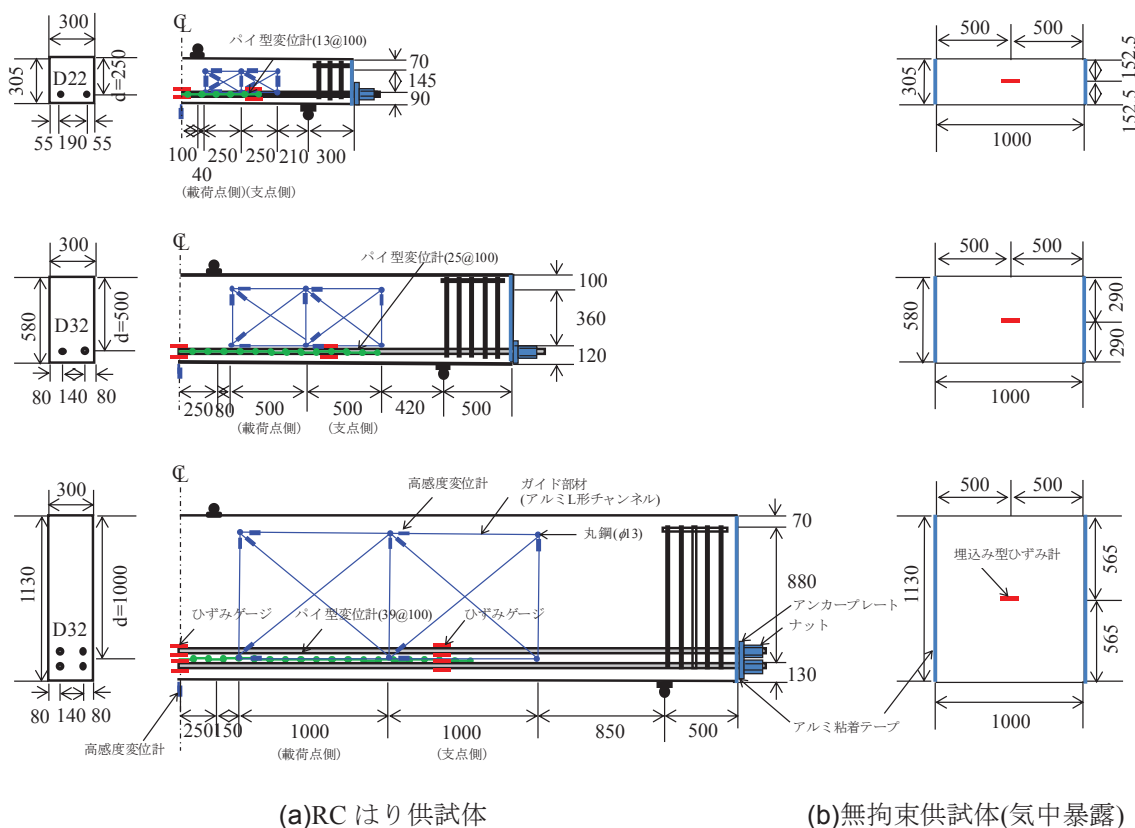 300
305
D22
d=250
55 190 55
℄
パイ型変位計(13@100)
70
145
90
100 250 250 210 300
40
(載荷点側)(支点側)
500 500
305
152.5
152.5
1000
300
580
D32
d=500
80 140 80
℄
パイ型変位計(25@100)
100
360
120
250 80 500 500 420 500
(載荷点側) (支点側)
500 500
580
290
290
1000
300
1130
D32
d=1000
80 140 80
℄
高感度変位計
ガイド部材
(アルミL形チャンネル)
丸鋼(φ13)
70
880
130
ひずみゲージ
パイ型変位計(39@100)
ひずみゲージ
アンカープレート
ナット
250 150 1000 1000 850 500
(載荷点側) (支点側)
高感度変位計
アルミ粘着テープ
500 500
1130
埋込み型ひずみ計
565
565
1000
(a)RC はり供試体
(b)無拘束供試体(気中暴露)